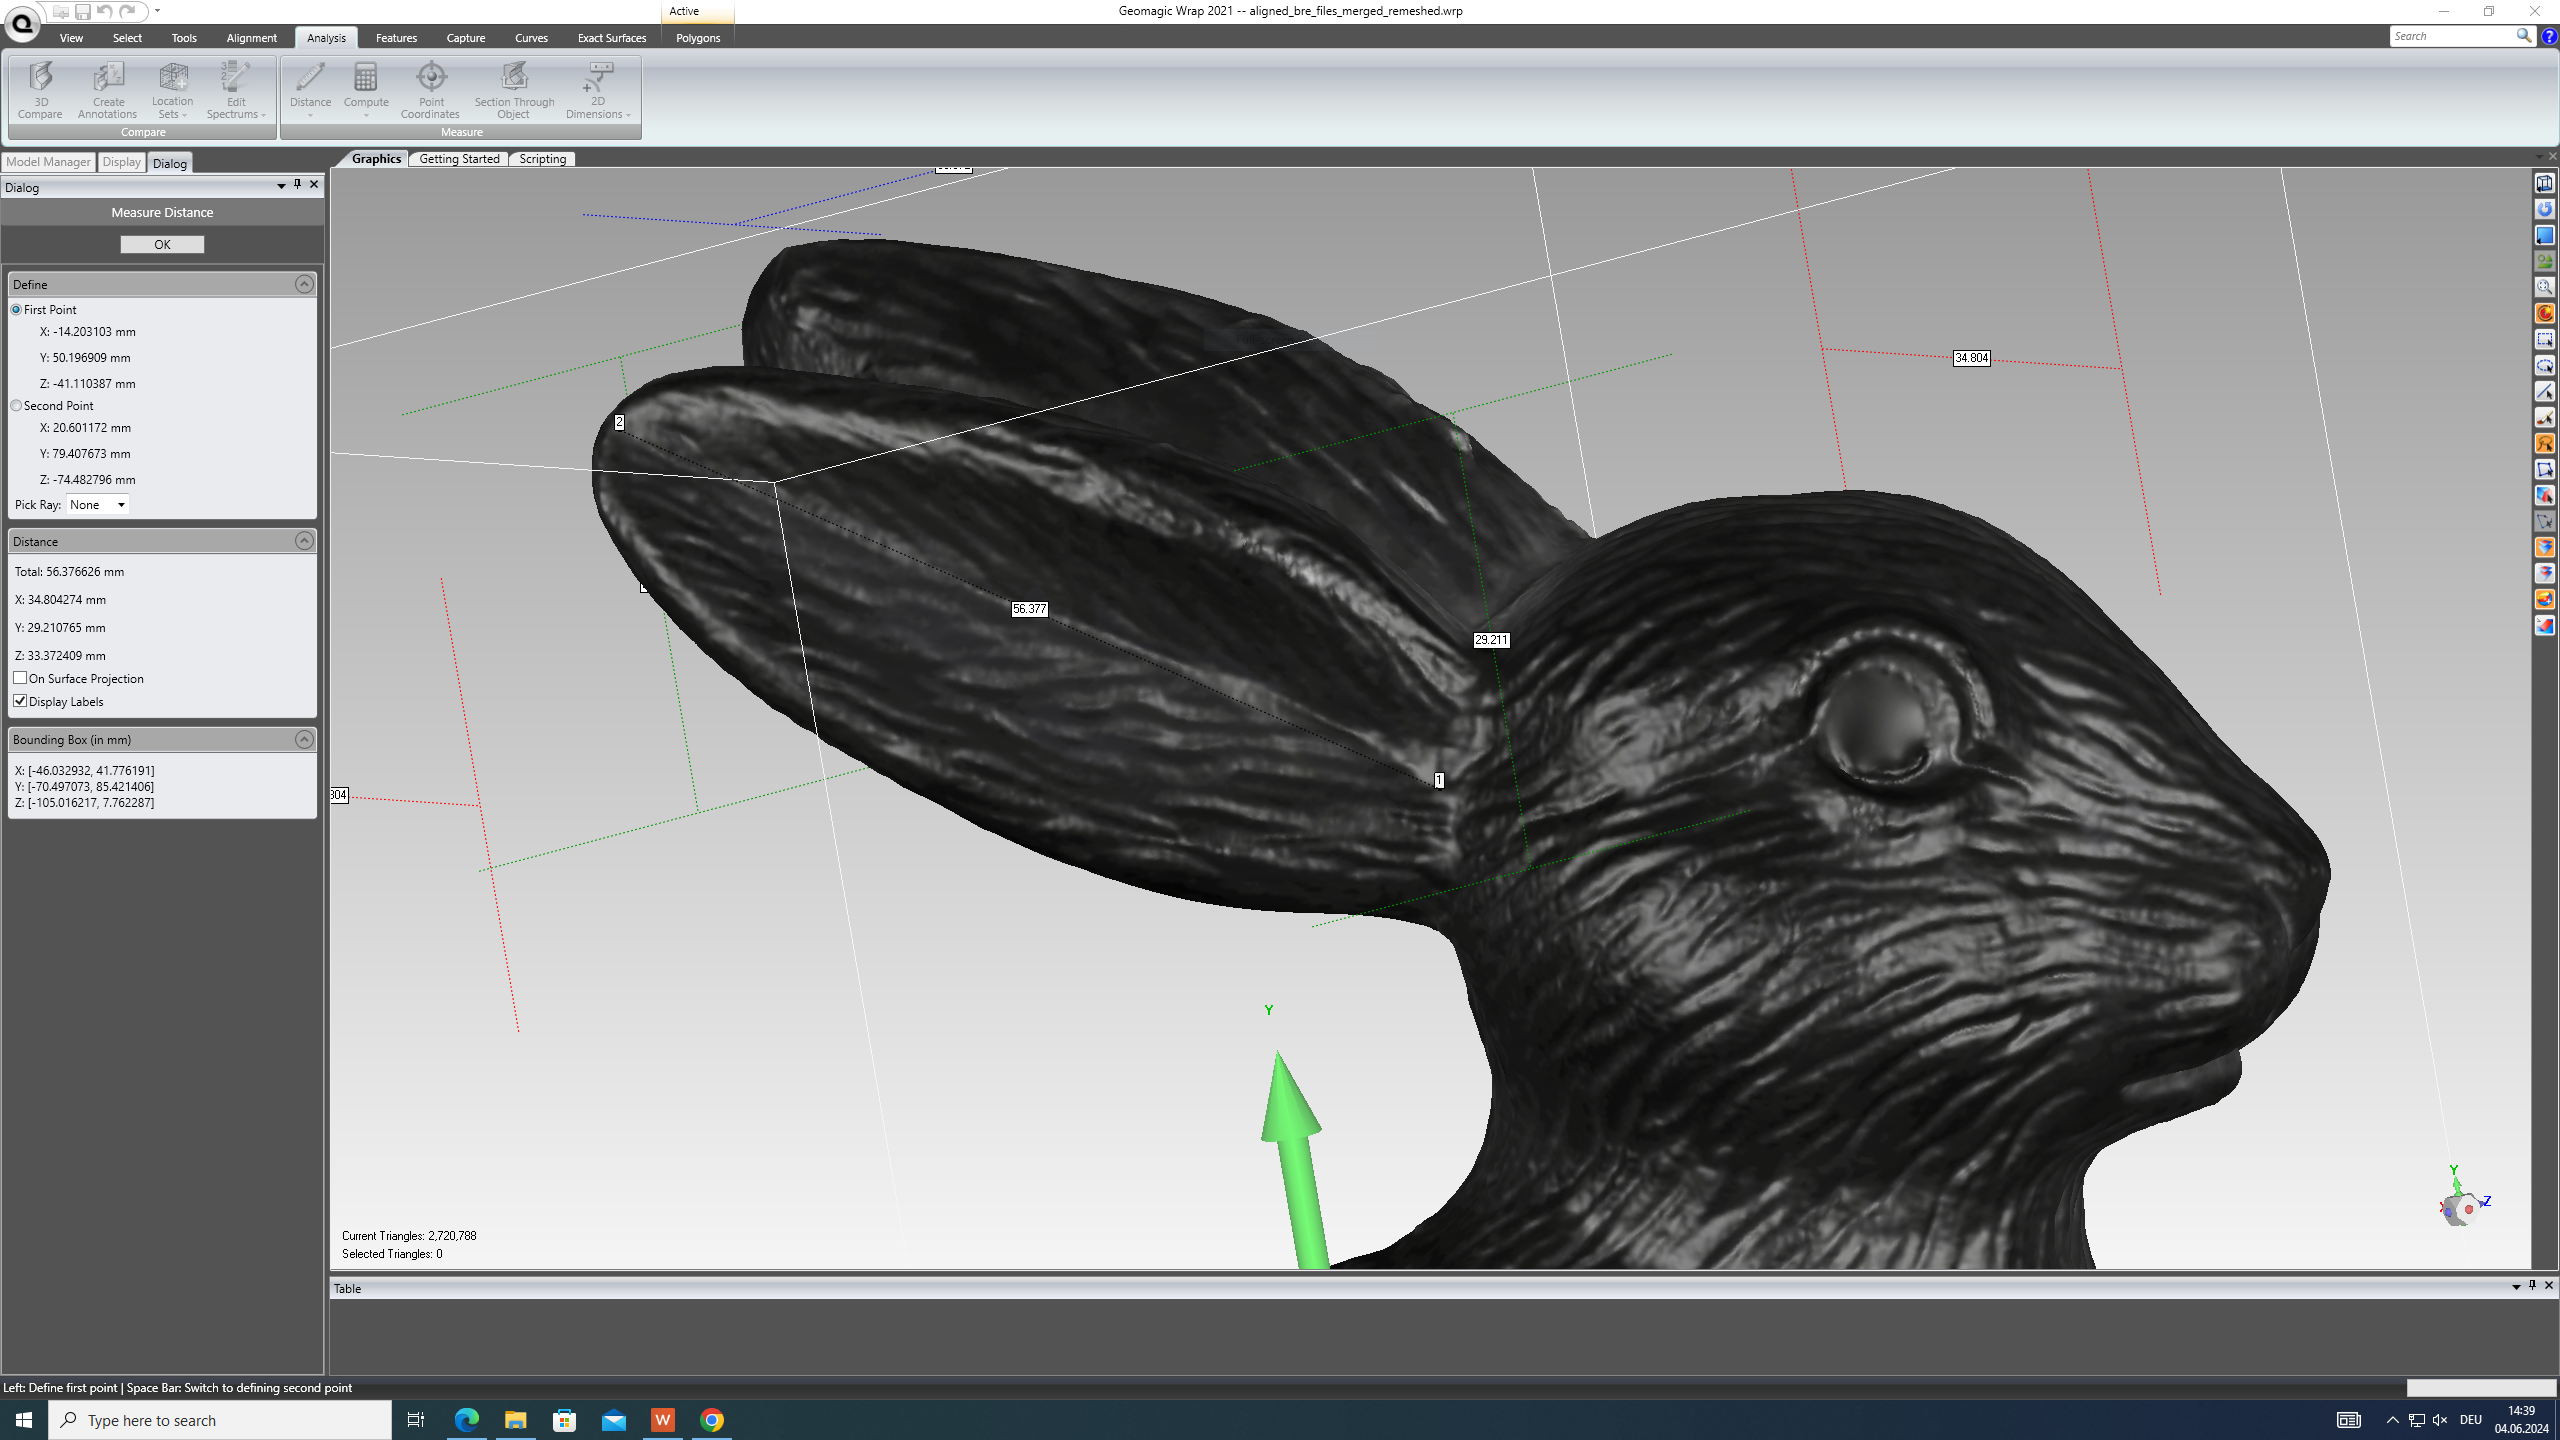 Active
Geomagic Wrap 2021 -- aligned_bre_files_merged_remeshed.wrp
View Select Tools Alignment Analysis Features Capture Curves Exact Surfaces Polygons
Search
3D Compare
Create Annotations
Location Sets
Edit Spectrums
Distance
Compute
Point Coordinates
Section Through Object
2D Dimensions
Compare
Measure
Model Manager Display Dialog
Graphics Getting Started Scripting
Dialog
Measure Distance
OK
Define
First Point
X: -14.203103 mm
Y: 50.196909 mm
Z: -41.110387 mm
Second Point
X: 20.601172 mm
Y: 79.407673 mm
Z: -74.482796 mm
Pick Ray: None
Distance
Total: 56.376626 mm
X: 34.804274 mm
Y: 29.210765 mm
Z: 33.372409 mm
On Surface Projection
Display Labels
Bounding Box (in mm)
X: [-46.032932, 41.776191]
Y: [-70.497073, 85.421406]
Z: [-105.016217, 7.762287]
34.804
2
56.377
29.211
1
804
Y
Y
Z
Current Triangles: 2,720,788
Selected Triangles: 0
Table
Left: Define first point | Space Bar: Switch to defining second point
Type here to search
W
DEU
14:39
04.06.2024